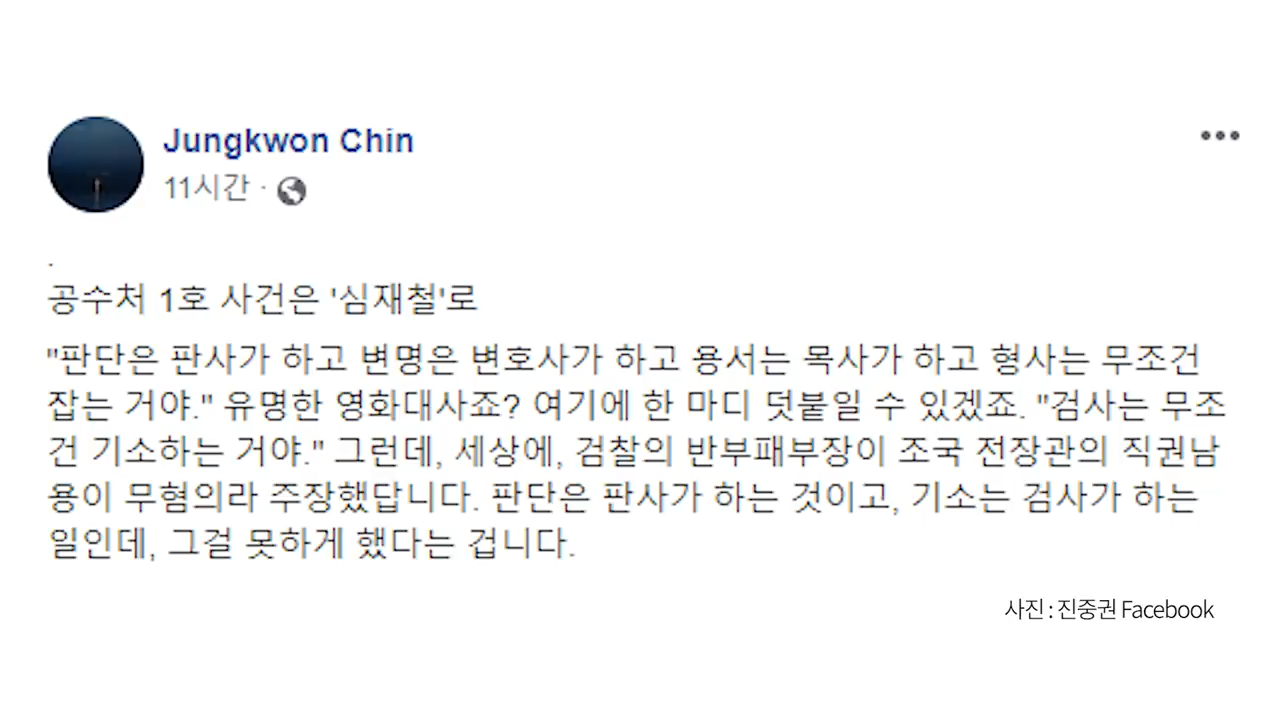 Jungkwon Chin
11시간 ·
.
공수처 1호 사건은 '심재철'로
"판단은 판사가 하고 변명은 변호사가 하고 용서는 목사가 하고 형사는 무조건
잡는 거야." 유명한 영화대사죠? 여기에 한 마디 덧붙일 수 있겠죠. "검사는 무조
건 기소하는 거야." 그런데, 세상에, 검찰의 반부패부장이 조국 전장관의 직권남
용이 무혐의라 주장했답니다. 판단은 판사가 하는 것이고, 기소는 검사가 하는
일인데, 그걸 못하게 했다는 겁니다.
사진 : 진중권 Facebook